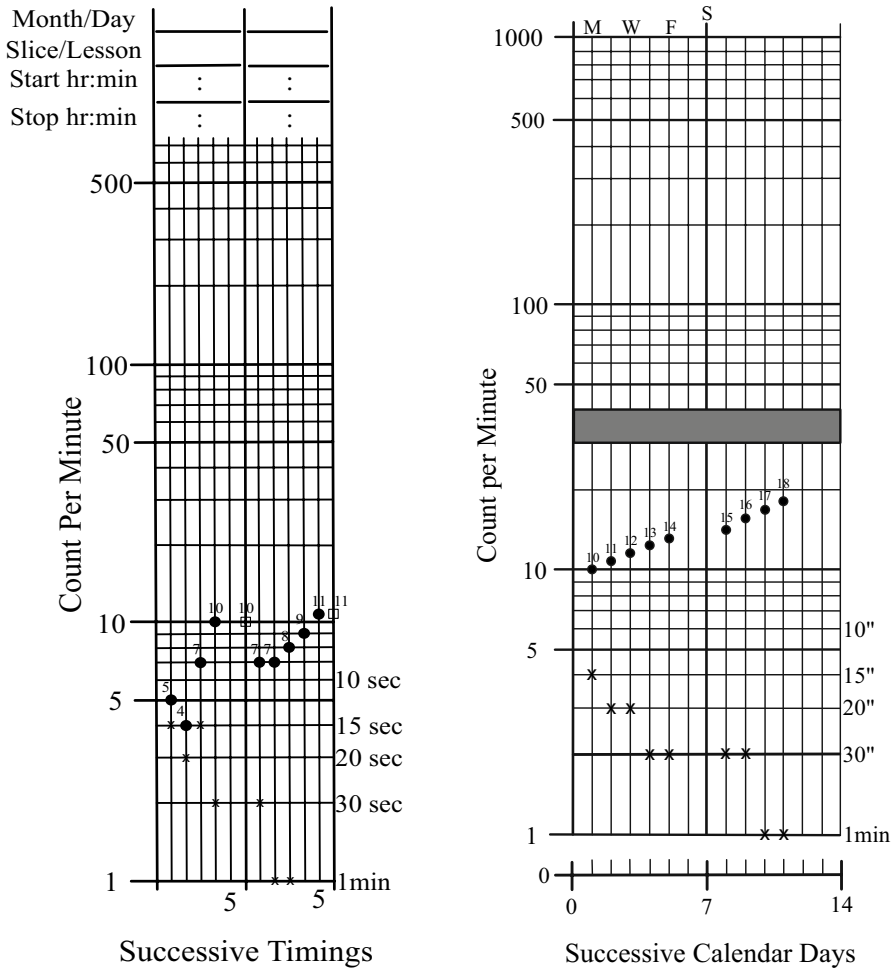 Month/Day
Slice/Lesson
Start hr:min : :
Stop hr:min : :
500
100
50
10
5
1
Count Per Minute
5
4
7
10
10
7
7
8
9
11
11
10 sec
15 sec
20 sec
30 sec
1min
5 5
Successive Timings
S
M W F
1000
500
100
50
10
5
1
0
Count per Minute
10
11
12
13
14
15
16
17
18
10"
15"
20"
30"
1min
0 7 14
Successive Calendar Days